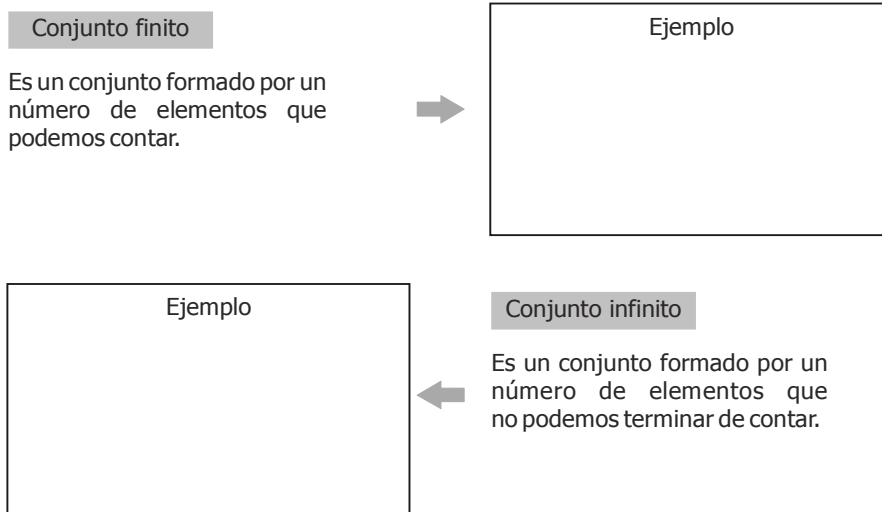 Conjunto finito
Es un conjunto formado por un
número de elementos que
podemos contar.
Ejemplo
Ejemplo
Conjunto infinito
Es un conjunto formado por un
número de elementos que
no podemos terminar de contar.